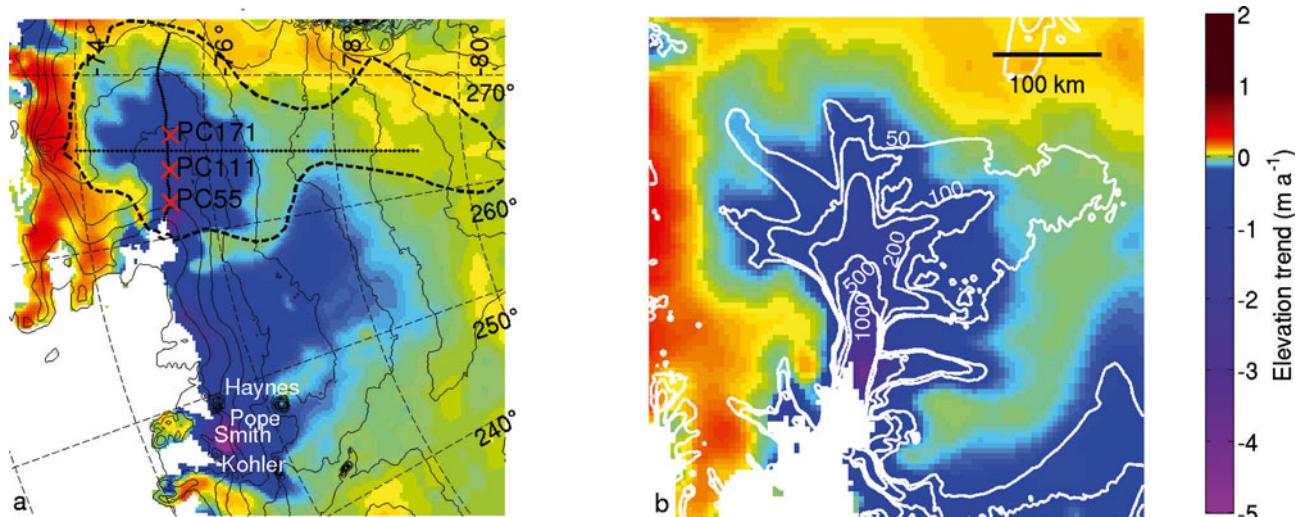 74°
76°
78°
80°
270°
PC171
PC111
PC55
260°
250°
Haynes
Pope
Smith
240°
Kohler
a
100 km
50
100
200
500
1000
b
2
1
0
-1
-2
-3
-4
-5
Elevation trend (m a⁻¹)